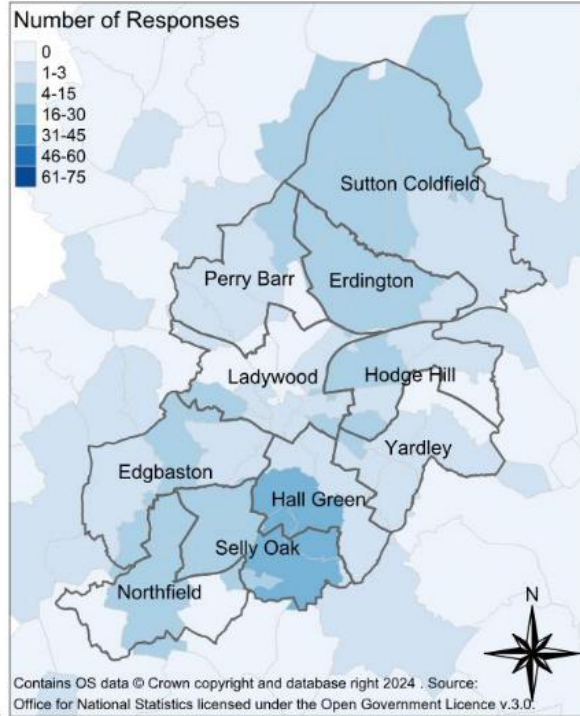 Number of Responses
0
1-3
4-15
16-30
31-45
46-60
61-75
Sutton Coldfield
Perry Barr
Erdington
Ladywood
Hodge Hill
Yardley
Edgbaston
Hall Green
Selly Oak
Northfield
N
Contains OS data © Crown copyright and database right 2024 . Source:
Office for National Statistics licensed under the Open Government Licence v.3.0.